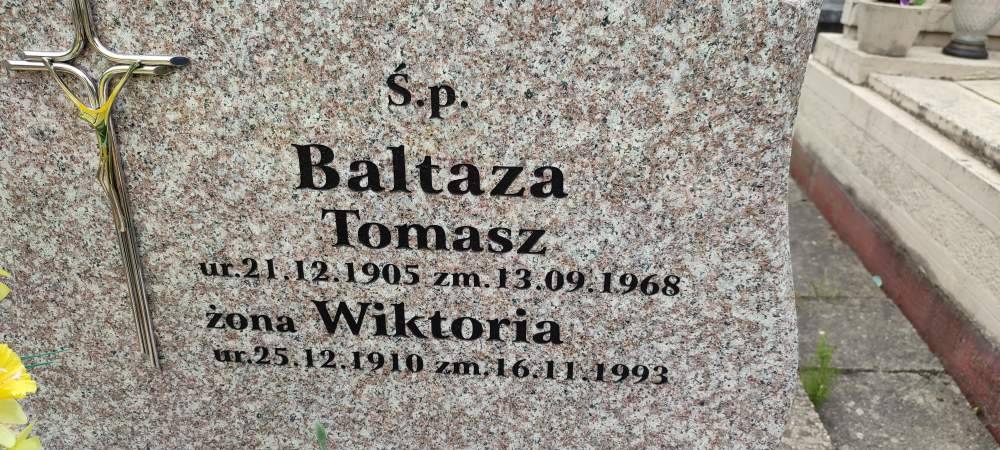 Ś.p.
Baltaza
Tomasz
ur.21.12.1905 zm.13.09.1968
żona Wiktoria
ur.25.12.1910 zm.16.11.1993